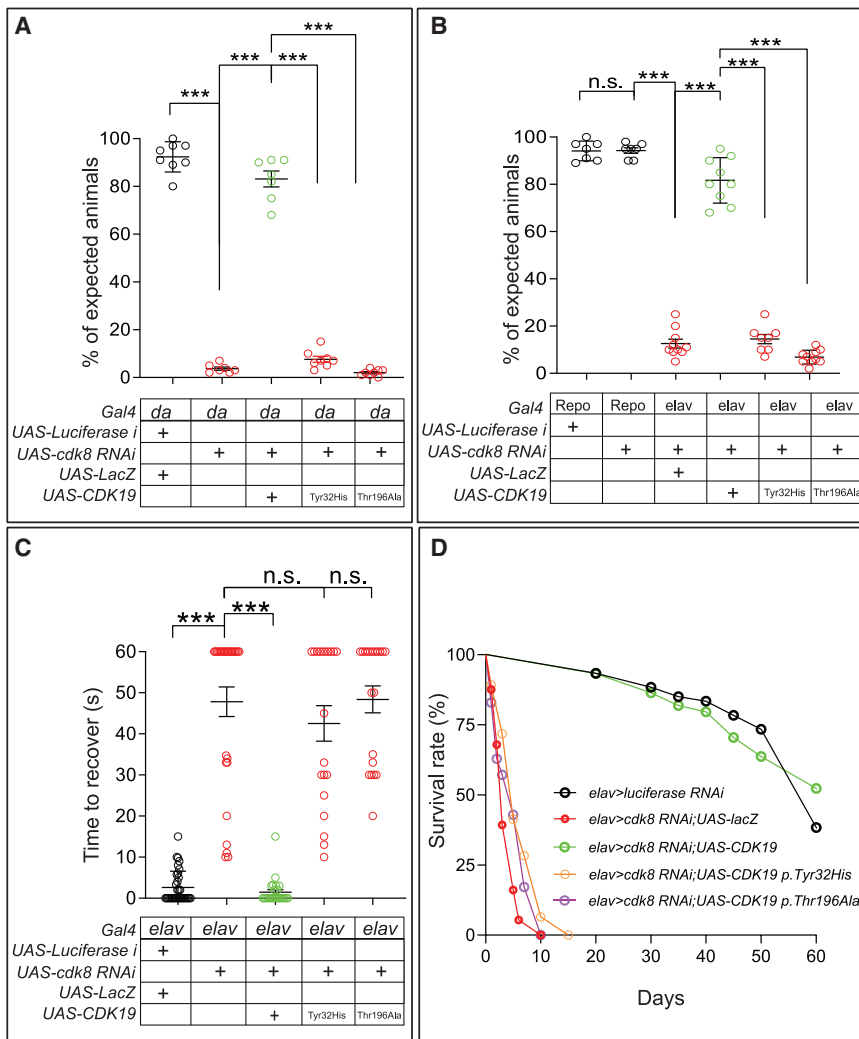 A
*** *** *** ***
% of expected animals
100
80
60
40
20
0
Gal4 da da da da da
UAS-Luciferase i +
UAS-cdk8 RNAi + + + +
UAS-LacZ +
UAS-CDK19 + Tyr32His Thr196Ala
B
n.s. *** *** *** ***
% of expected animals
100
80
60
40
20
0
Gal4 Repo Repo elav elav elav elav
UAS-Luciferase i +
UAS-cdk8 RNAi + + + + +
UAS-LacZ +
UAS-CDK19 + Tyr32His Thr196Ala
C
n.s. n.s.
*** ***
Time to recover (s)
60
50
40
30
20
10
0
Gal4 elav elav elav elav elav
UAS-Luciferase i +
UAS-cdk8 RNAi + + + +
UAS-LacZ +
UAS-CDK19 + Tyr32His Thr196Ala
D
Survival rate (%)
100
75
50
25
0
elav>luciferase RNAi
elav>cdk8 RNAi;UAS-lacZ
elav>cdk8 RNAi;UAS-CDK19
elav>cdk8 RNAi;UAS-CDK19 p.Tyr32His
elav>cdk8 RNAi;UAS-CDK19 p.Thr196Ala
0 10 20 30 40 50 60
Days